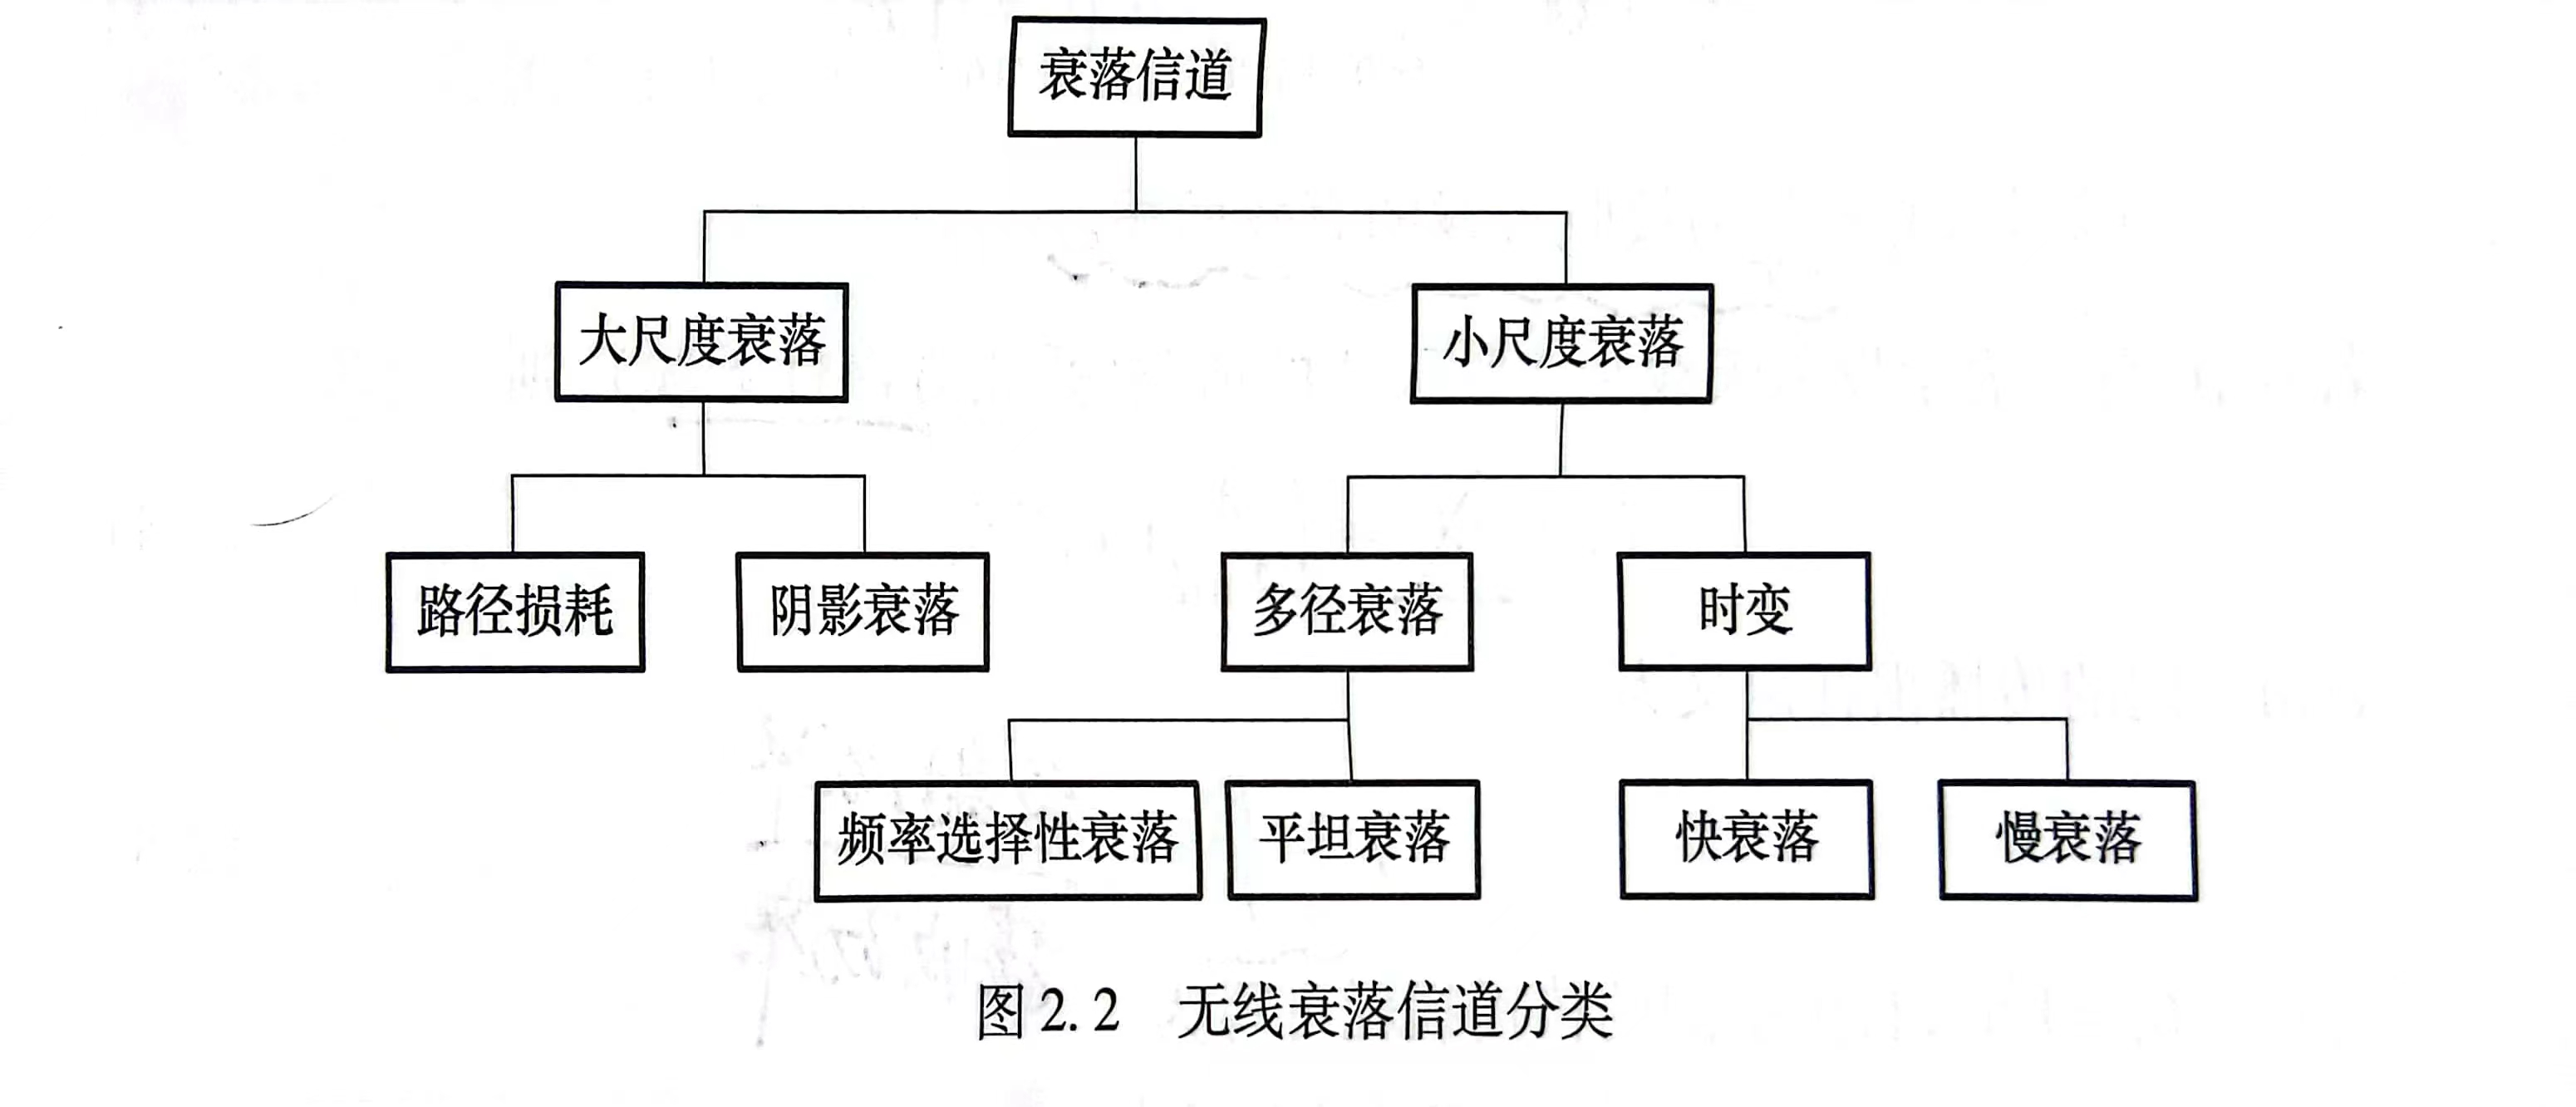 衰落信道
大尺度衰落
小尺度衰落
路径损耗
阴影衰落
多径衰落
时变
频率选择性衰落
平坦衰落
快衰落
慢衰落
图2.2 无线衰落信道分类